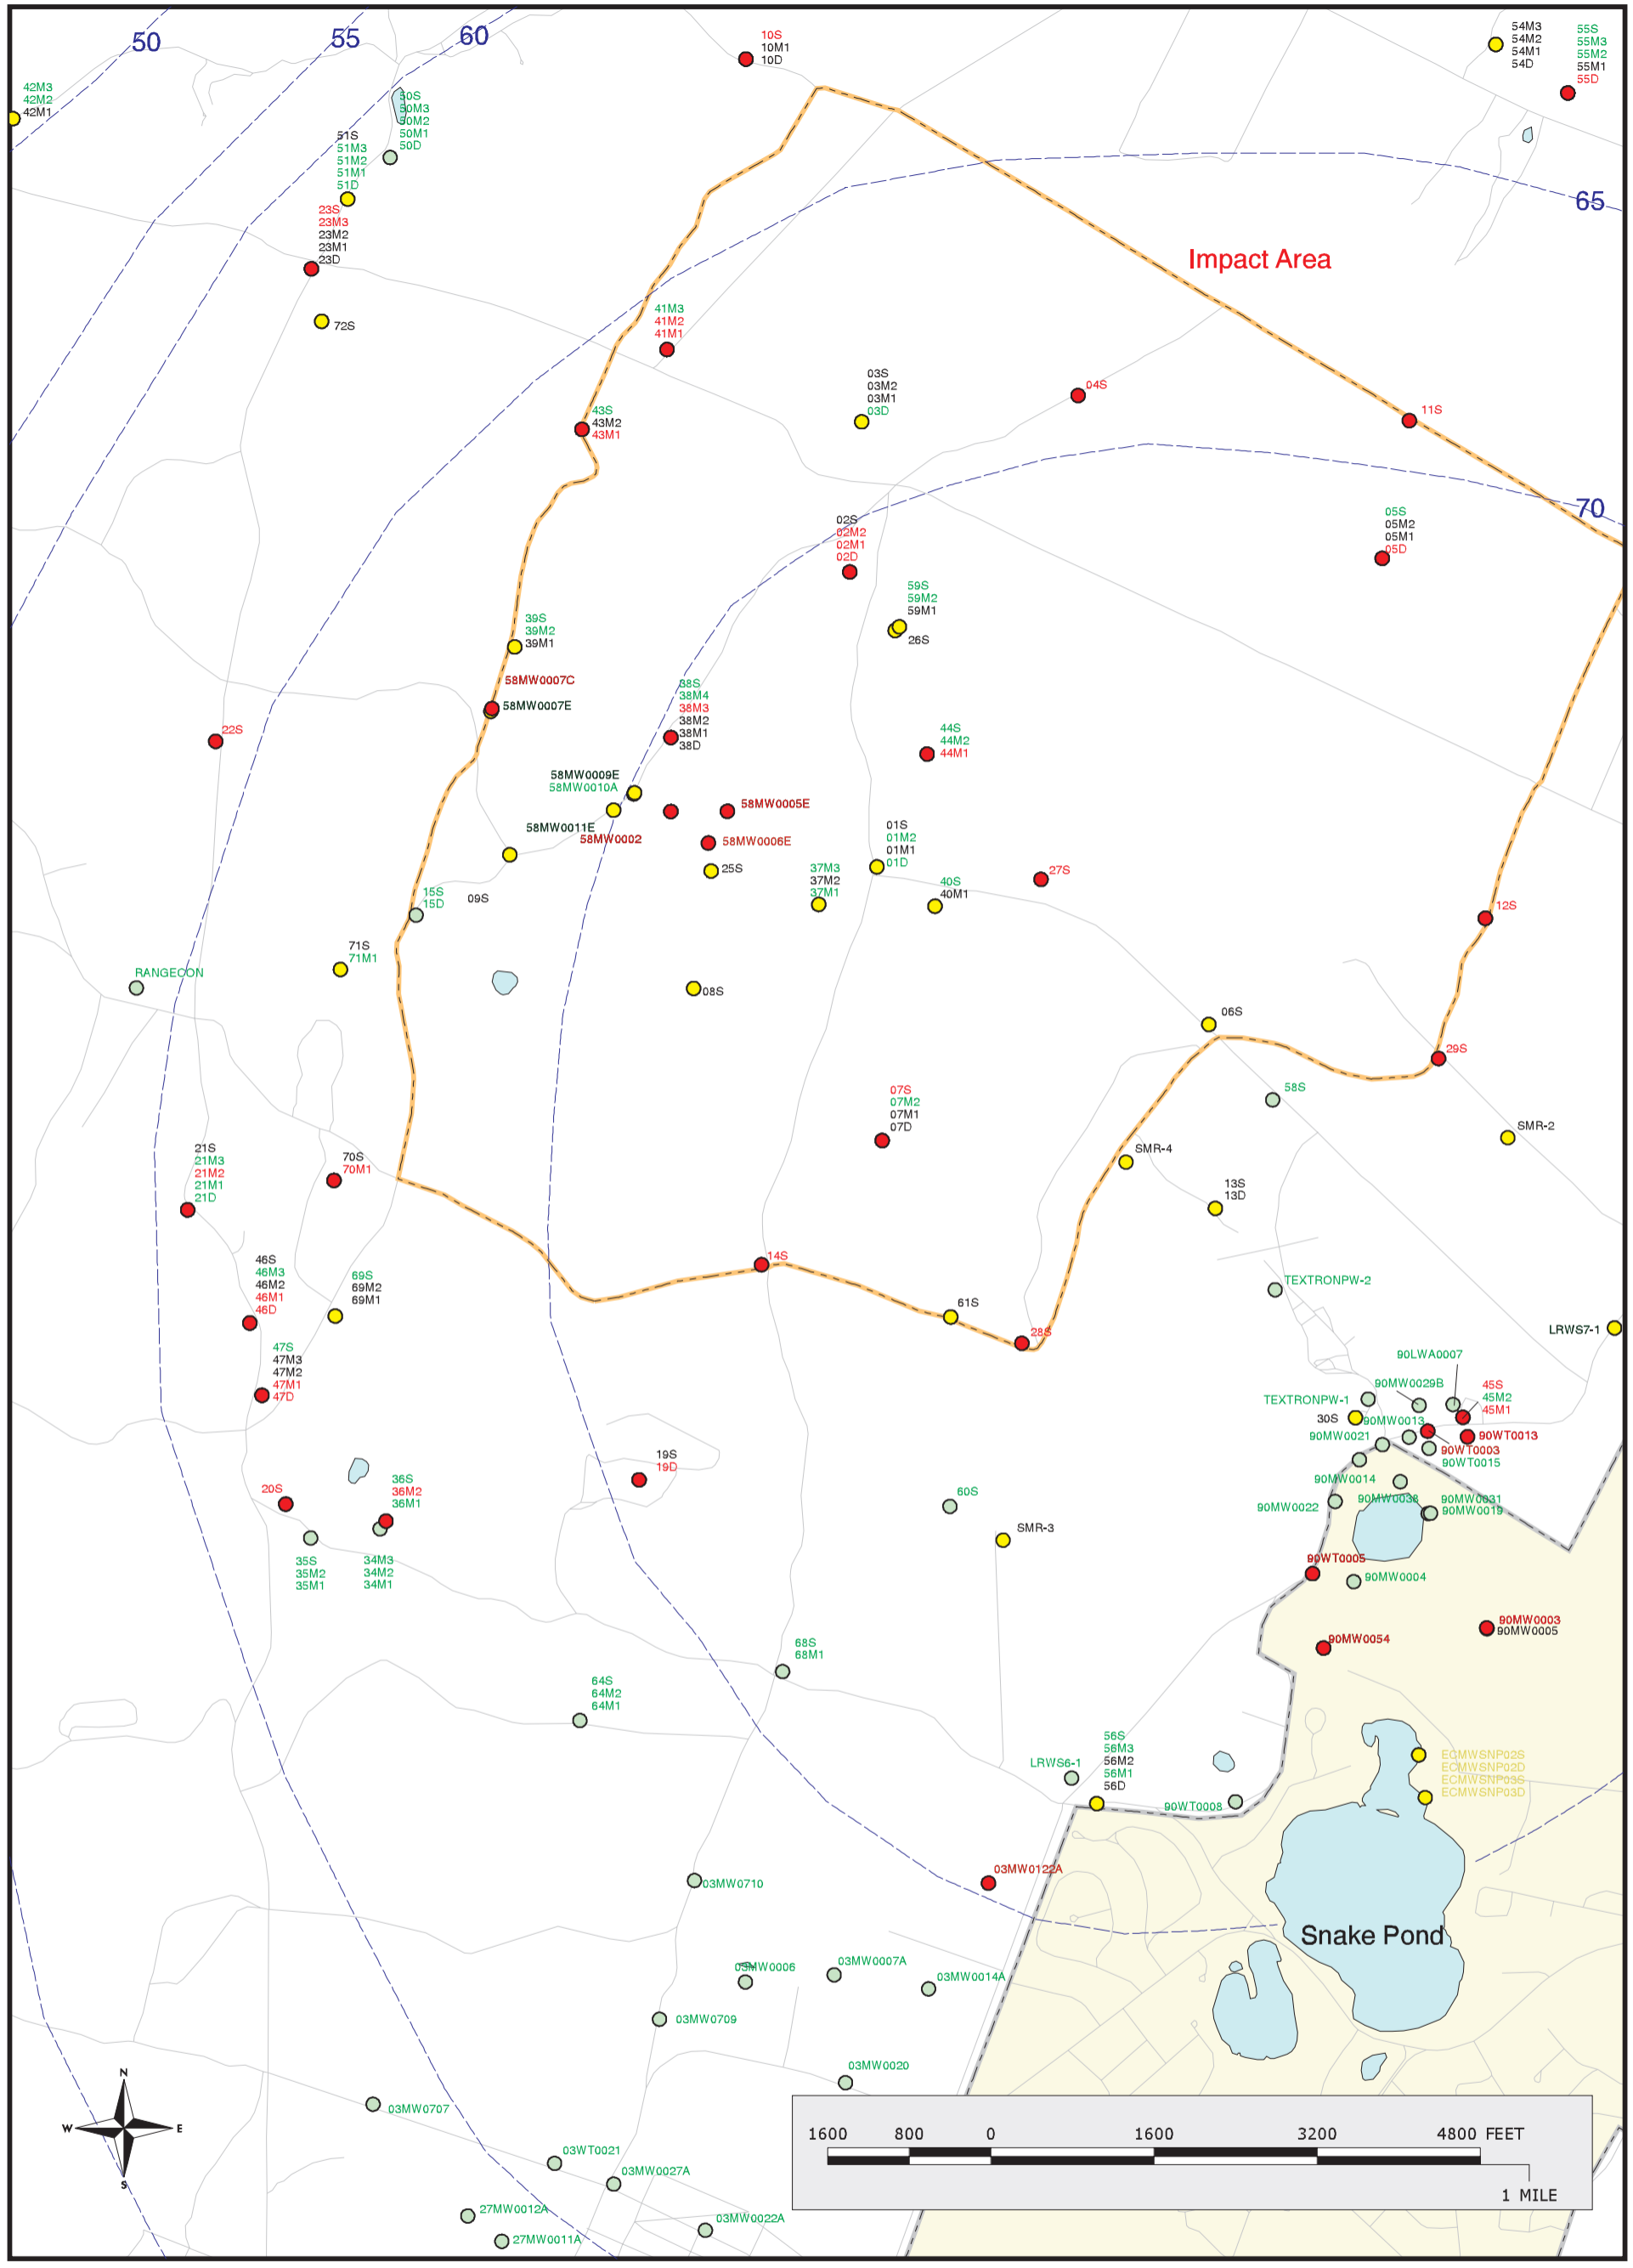 50
55
60
10S
10M1
10D
54M3
54M2
54M1
54D
55S
55M3
55M2
55M1
55D
42M3
42M2
42M1
50S
50M3
50M2
50M1
50D
51S
51M3
51M2
51M1
51D
65
23S
23M3
23M2
23M1
23D
Impact Area
72S
41M3
41M2
41M1
03S
03M2
03M1
03D
04S
43S
43M2
43M1
11S
70
02S
02M2
02M1
02D
05S
05M2
05M1
05D
59S
59M2
59M1
26S
39S
39M2
39M1
58MW0007C
58MW0007E
38S
38M4
38M3
38M2
38M1
38D
22S
44S
44M2
44M1
58MW0009E
58MW0010A
58MW0005E
58MW0011E
58MW0002
58MW0006E
01S
01M2
01M1
01D
25S
37M3
37M2
37M1
27S
40S
40M1
15S
15D
09S
12S
71S
71M1
RANGECON
08S
06S
29S
58S
07S
07M2
07M1
07D
SMR-2
SMR-4
21S
21M3
21M2
21M1
21D
70S
70M1
13S
13D
14S
46S
46M3
46M2
46M1
46D
69S
69M2
69M1
TEXTRONPW-2
61S
28S
LRWS7-1
47S
47M3
47M2
47M1
47D
90LWA0007
90MW0029B
45S
45M2
45M1
TEXTRONPW-1
30S
90MW0013
90MW0021
90WT0013
90WT0003
90WT0015
19S
19D
20S
36S
36M2
36M1
90MW0014
90MW0022
90MW0038
90MW0031
90MW0019
60S
SMR-3
35S
35M2
35M1
34M3
34M2
34M1
90WT0005
90MW0004
90MW0003
90MW0005
90MW0054
68S
68M1
64S
64M2
64M1
56S
56M3
56M2
56M1
56D
LRWS6-1
90WT0008
ECMWSNP02S
ECMWSNP02D
ECMWSNP03S
ECMWSNP03D
03MW0122A
03MW0710
Snake Pond
03MW0006
03MW0007A
03MW0014A
03MW0709
03MW0020
N
W
E
S
03MW0707
03WT0021
03MW0027A
27MW0012A
27MW0011A
03MW0022A
1600 800 0 1600 3200 4800 FEET
1 MILE